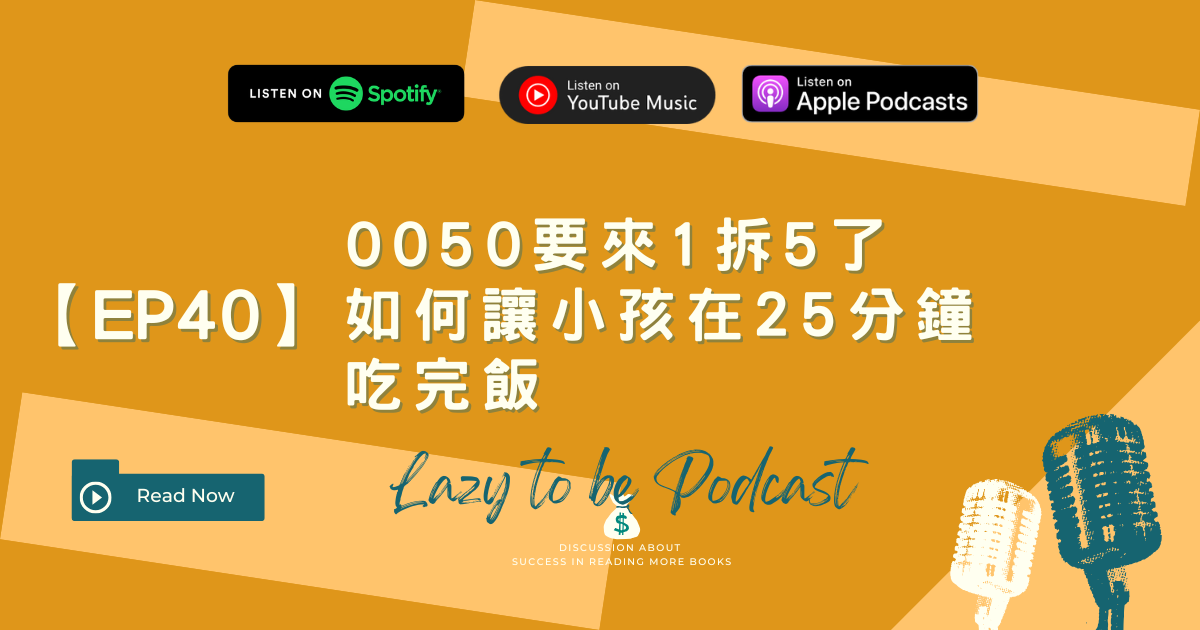 LISTEN ON Spotify
Listen on
YouTube Music
Listen on
Apple Podcasts
【EP40】
0050要來1拆5了
如何讓小孩在25分鐘
吃完飯
Read Now
Lazy to be Podcast
$
DISCUSSION ABOUT
SUCCESS IN READING MORE BOOKS